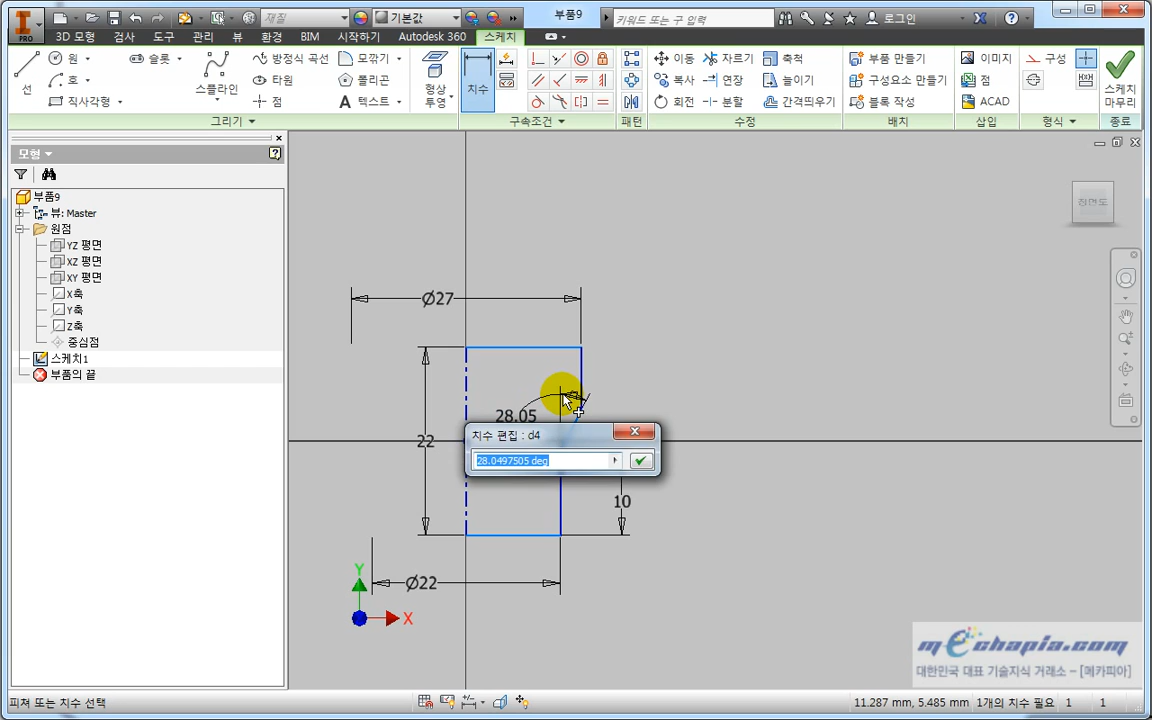 부품9
재질
기본값
키워드 또는 구 입력
로그인
PRO
3D 모형 검사 도구 관리 뷰 환경 BIM 시작하기 Autodesk 360 스케치
선
원
호
직사각형
슬롯
스플라인
방정식 곡선
타원
점
모깎기
폴리곤
텍스트
형상
투영
치수
이동
복사
회전
자르기
연장
분할
축척
늘이기
간격띄우기
부품 만들기
구성요소 만들기
블록 작성
이미지
점
ACAD
구성
스케치
마무리
그리기 구속조건 패턴 수정 배치 삽입 형식 종료
모형
부품9
뷰: Master
원점
YZ 평면
XZ 평면
XY 평면
X축
Y축
Z축
중심점
스케치1
부품의 끝
정면도
Ø27
28.05
22
치수 편집 : d4
28.0497505 deg
10
Ø22
Y
X
mEchapia.com
대한민국 대표 기술지식 거래소 – [메카피아]
피쳐 또는 치수 선택
11.287 mm, 5.485 mm 1개의 치수 필요 1 1